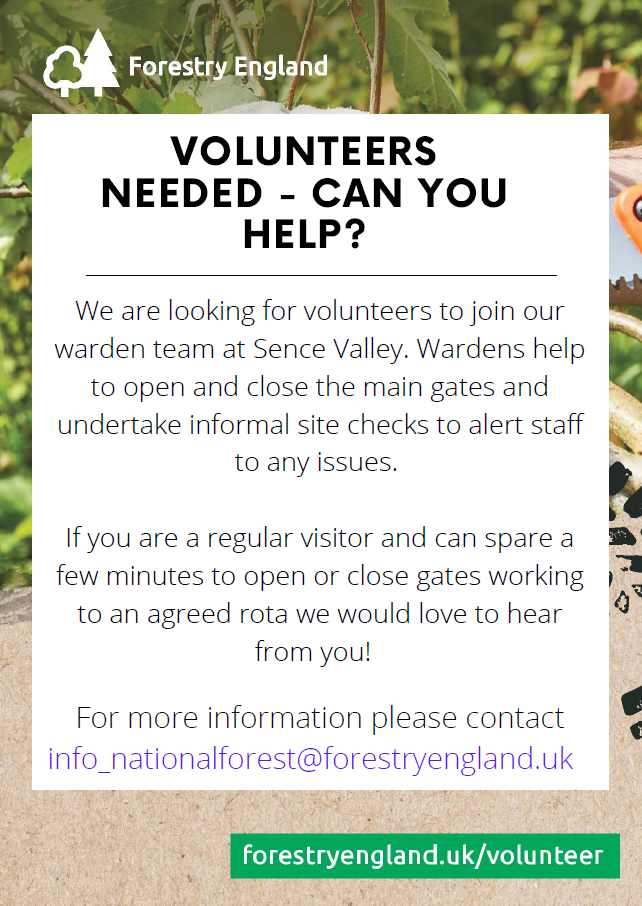 Forestry England
VOLUNTEERS
NEEDED - CAN YOU
HELP?
We are looking for volunteers to join our
warden team at Sence Valley. Wardens help
to open and close the main gates and
undertake informal site checks to alert staff
to any issues.
If you are a regular visitor and can spare a
few minutes to open or close gates working
to an agreed rota we would love to hear
from you!
For more information please contact
info_nationalforest@forestryengland.uk
forestryengland.uk/volunteer